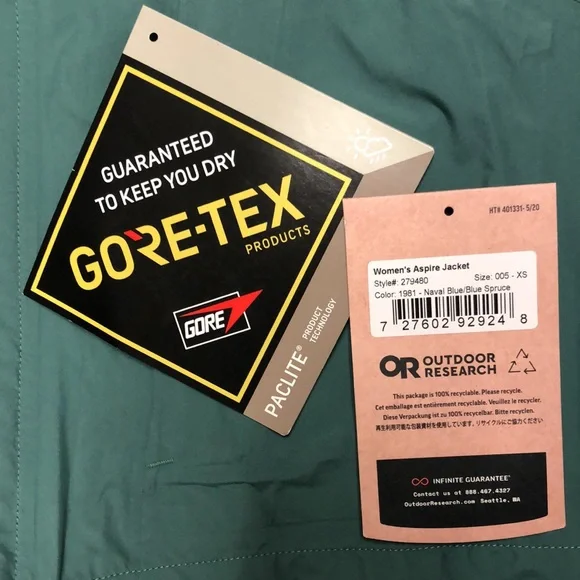 GUARANTEED
TO KEEP YOU DRY
GORE-TEX
PRODUCTS
GORE
PACLITE®
PRODUCT
TECHNOLOGY
HT# 401331-5/20
Women's Aspire Jacket
Style#: 279480 Size: 005 - XS
Color: 1981 - Naval Blue/Blue Spruce
7 27602 92924 8
OR OUTDOOR
RESEARCH
This package is 100% recyclable. Please recycle.
Cet emballage est entièrement recyclable. Veuillez le recycler.
Diese Verpackung ist zu 100% recycelbar. Bitte recyclen.
再生利用可能な包装資材を使用しています。リサイクルにご協力ください
INFINITE GUARANTEE
Contact us at 888.467.4327
OutdoorResearch.com Seattle, WA